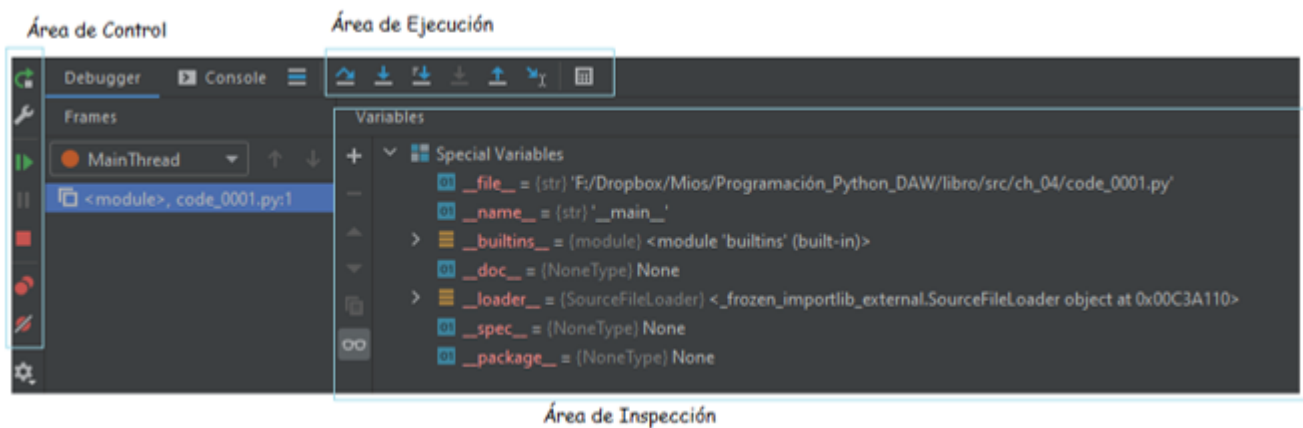 Área de Control
Área de Ejecución
Debugger
Console
Frames
Variables
MainThread
<module>, code_0001.py:1
Special Variables
__file__ = {str} 'F:/Dropbox/Mios/Programación_Python_DAW/libro/src/ch_04/code_0001.py'
__name__ = {str} '__main__'
__builtins__ = {module} <module 'builtins' (built-in)>
__doc__ = {NoneType} None
__loader__ = {SourceFileLoader} <_frozen_importlib_external.SourceFileLoader object at 0x00C3A110>
__spec__ = {NoneType} None
__package__ = {NoneType} None
Área de Inspección